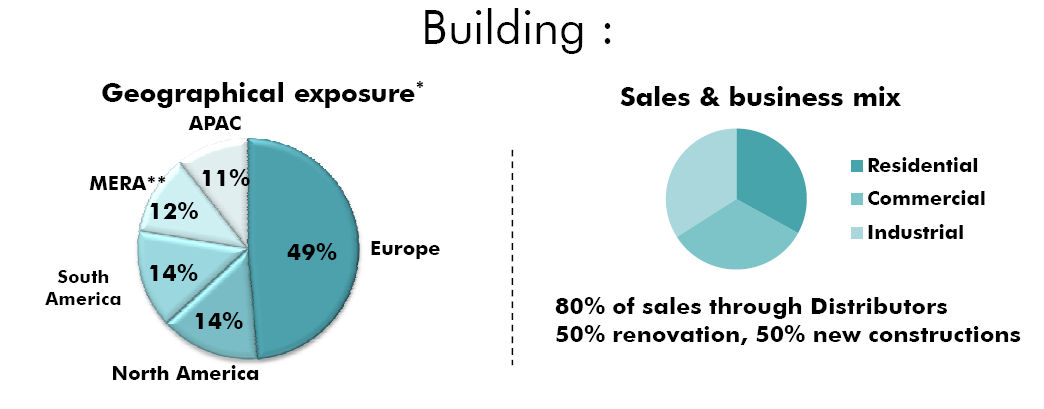 Building :
Geographical exposure*
APAC
11%
MERA**
12%
49%
Europe
South
America
14%
14%
North America
Sales & business mix
Residential
Commercial
Industrial
80% of sales through Distributors
50% renovation, 50% new constructions